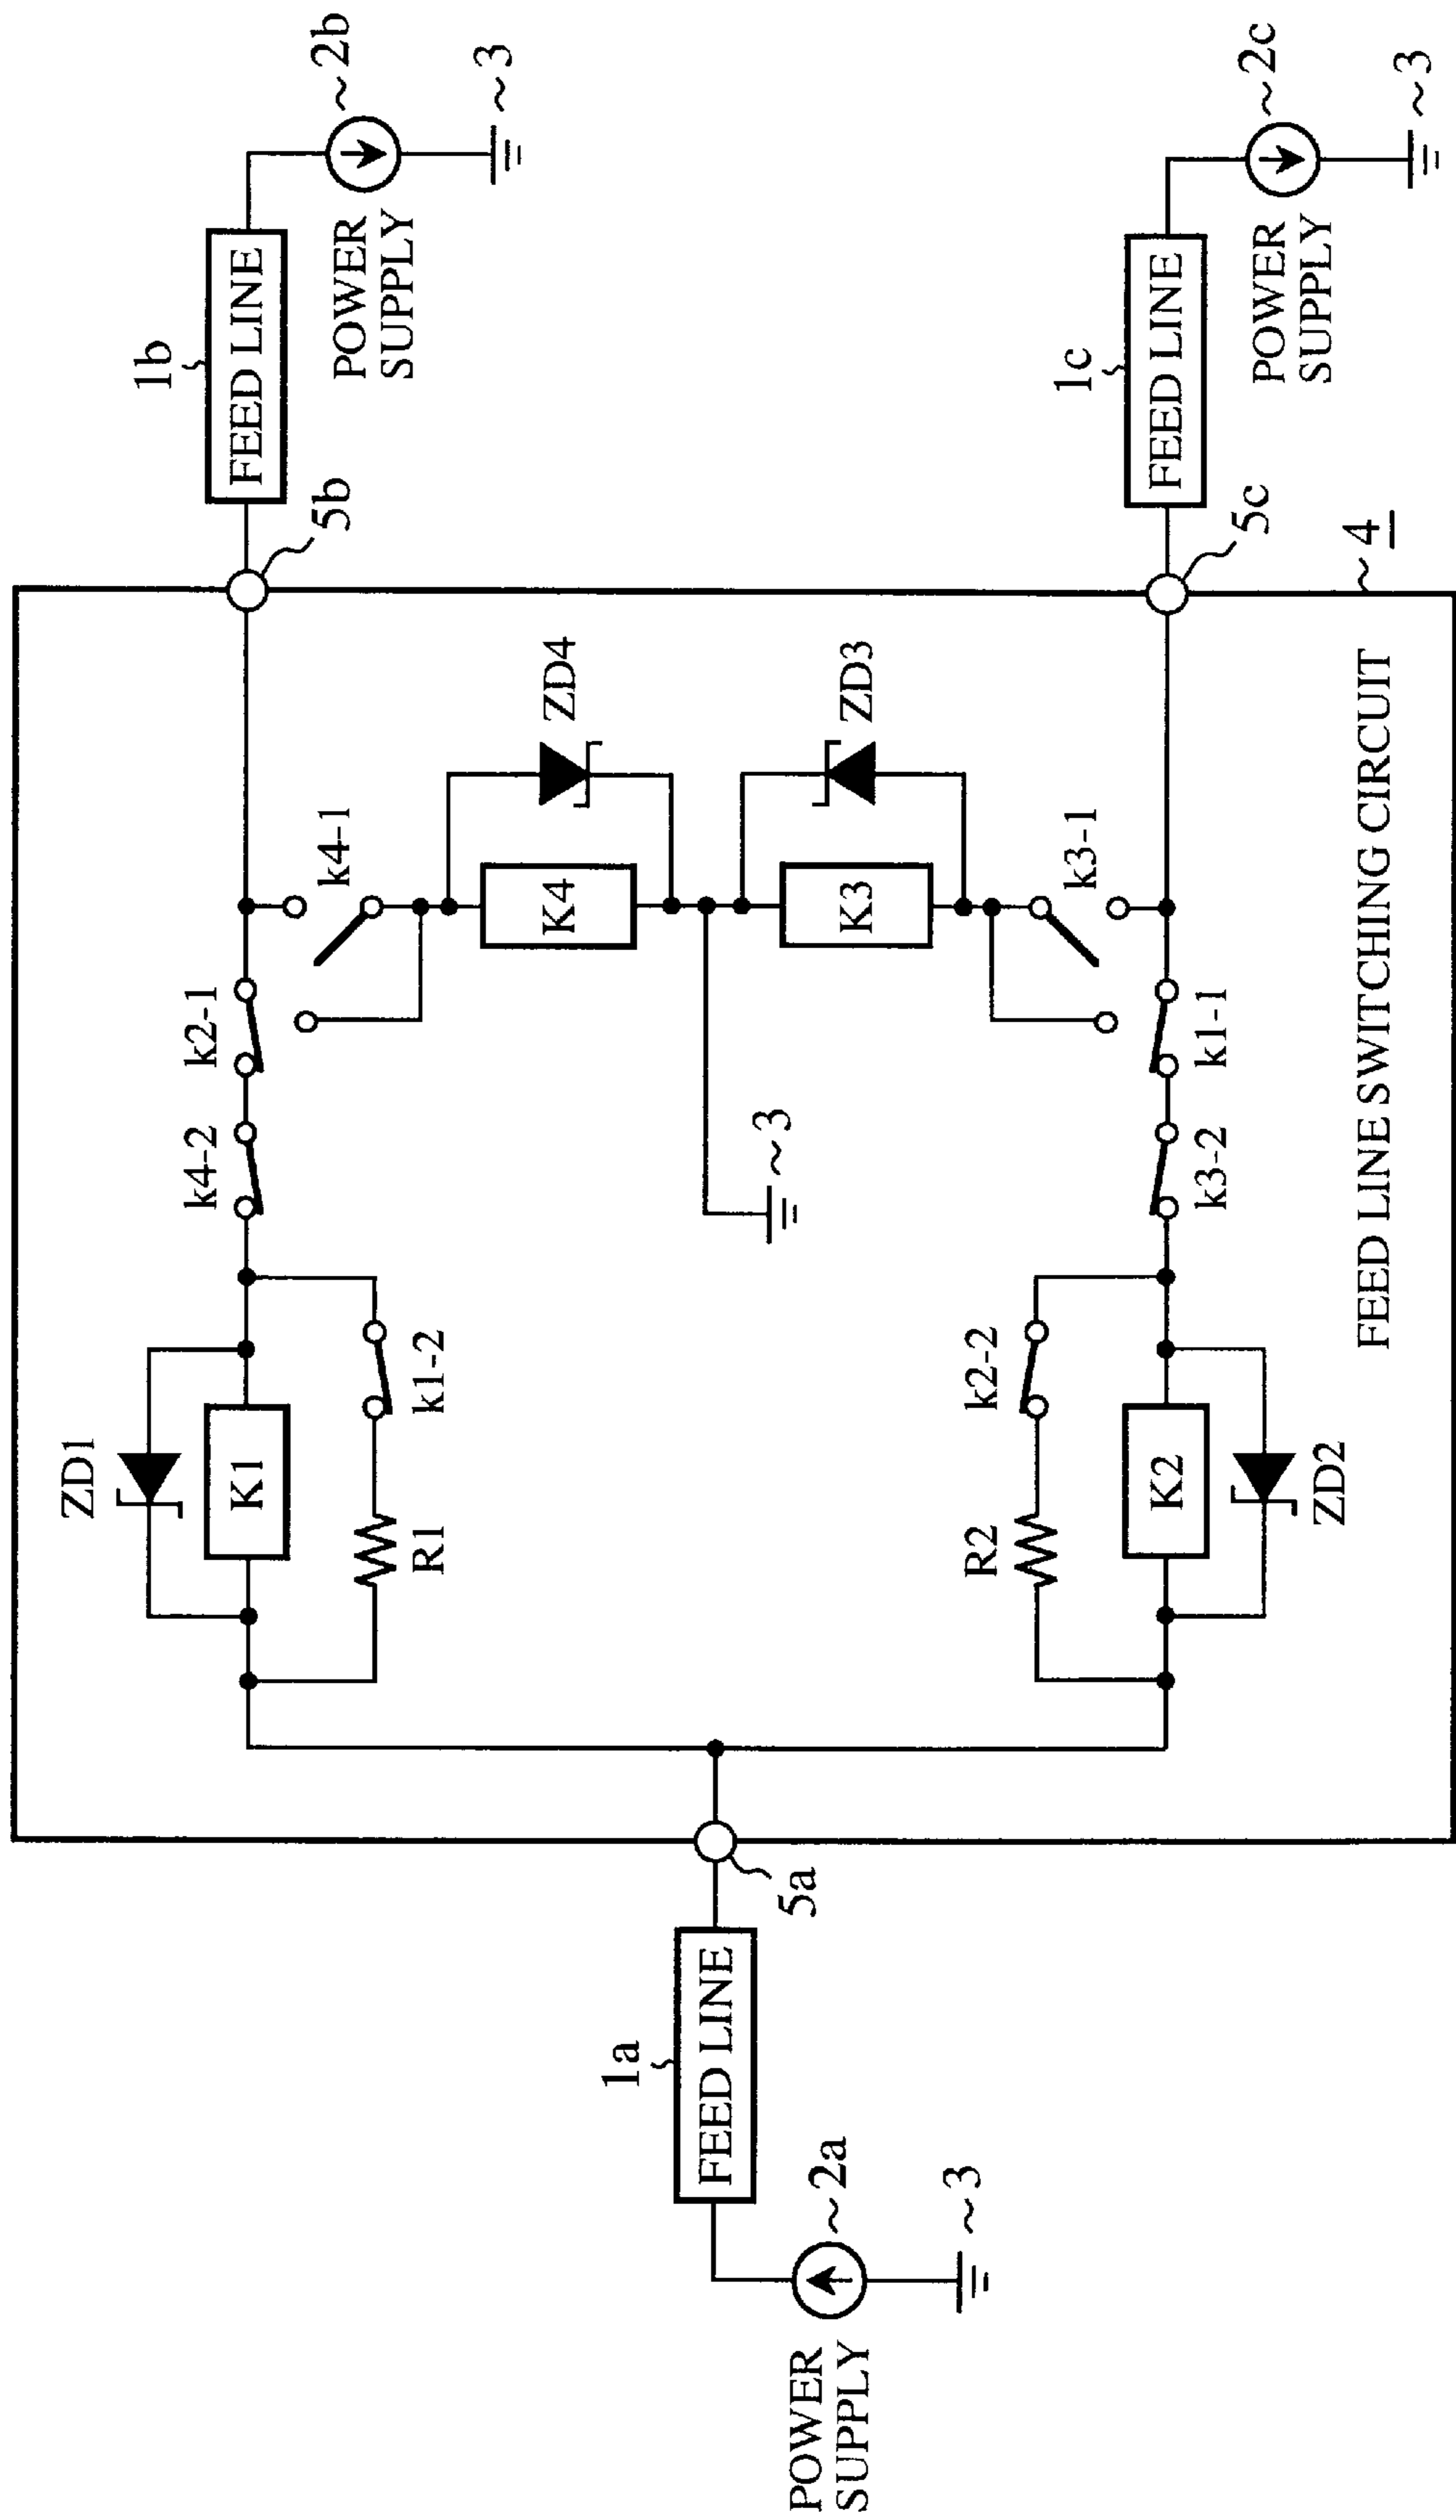 1b
FEED LINE
2b
POWER
SUPPLY
3
5b
ZD1
K1
k1-2
R1
k4-2
k2-1
k4-1
K4
ZD4
3
K3
ZD3
k3-1
1a
FEED LINE
5a
POWER
SUPPLY
2a
3
R2
k2-2
K2
ZD2
k3-2
k1-1
5c
1c
FEED LINE
2c
POWER
SUPPLY
3
4
FEED LINE SWITCHING CIRCUIT